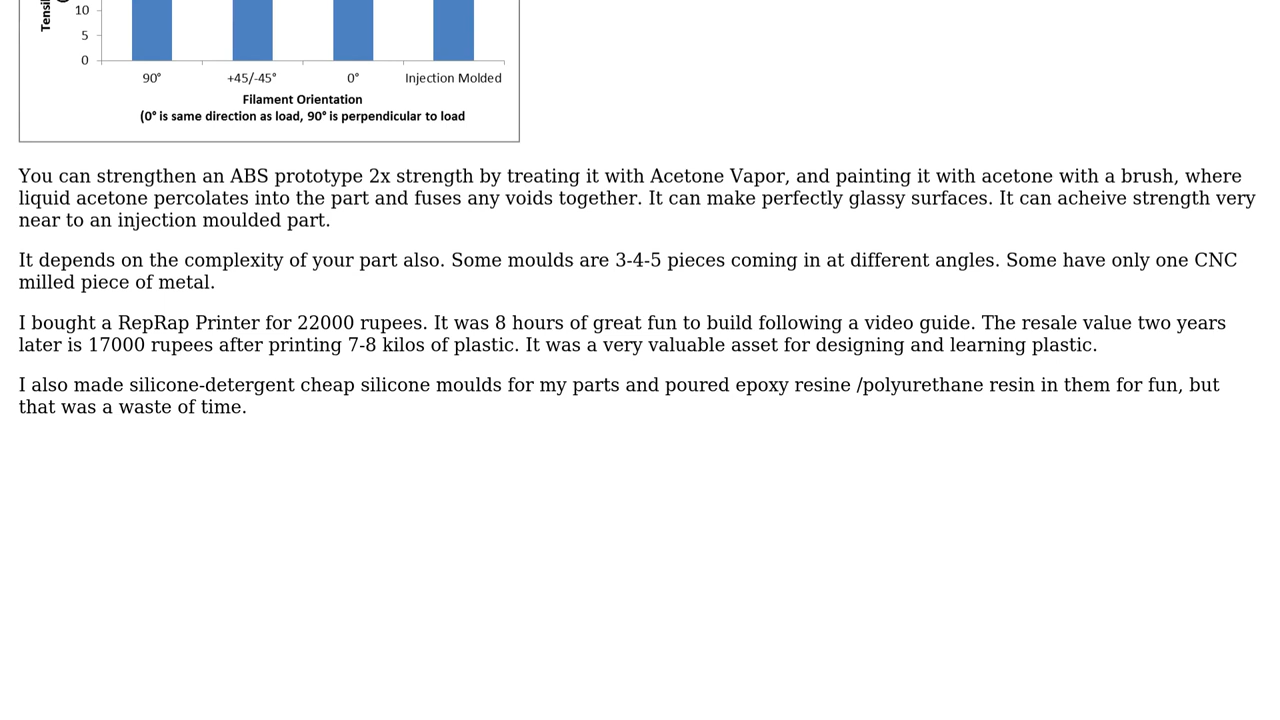 10
5
0
90° +45/-45° 0° Injection Molded
Filament Orientation
(0° is same direction as load, 90° is perpendicular to load
You can strengthen an ABS prototype 2x strength by treating it with Acetone Vapor, and painting it with acetone with a brush, where
liquid acetone percolates into the part and fuses any voids together. It can make perfectly glassy surfaces. It can acheive strength very
near to an injection moulded part.
It depends on the complexity of your part also. Some moulds are 3-4-5 pieces coming in at different angles. Some have only one CNC
milled piece of metal.
I bought a RepRap Printer for 22000 rupees. It was 8 hours of great fun to build following a video guide. The resale value two years
later is 17000 rupees after printing 7-8 kilos of plastic. It was a very valuable asset for designing and learning plastic.
I also made silicone-detergent cheap silicone moulds for my parts and poured epoxy resine /polyurethane resin in them for fun, but
that was a waste of time.